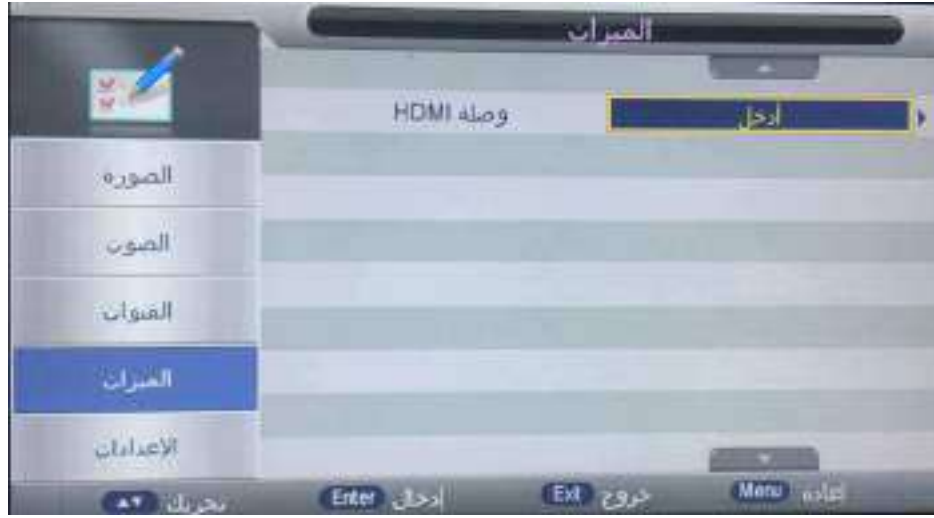 الميزات
وصلة HDMI أدخل
الصورة
الصوت
القنوات
الميزات
الإعدادات
تحريك إدخال Enter خروج Exit إعادة Menu